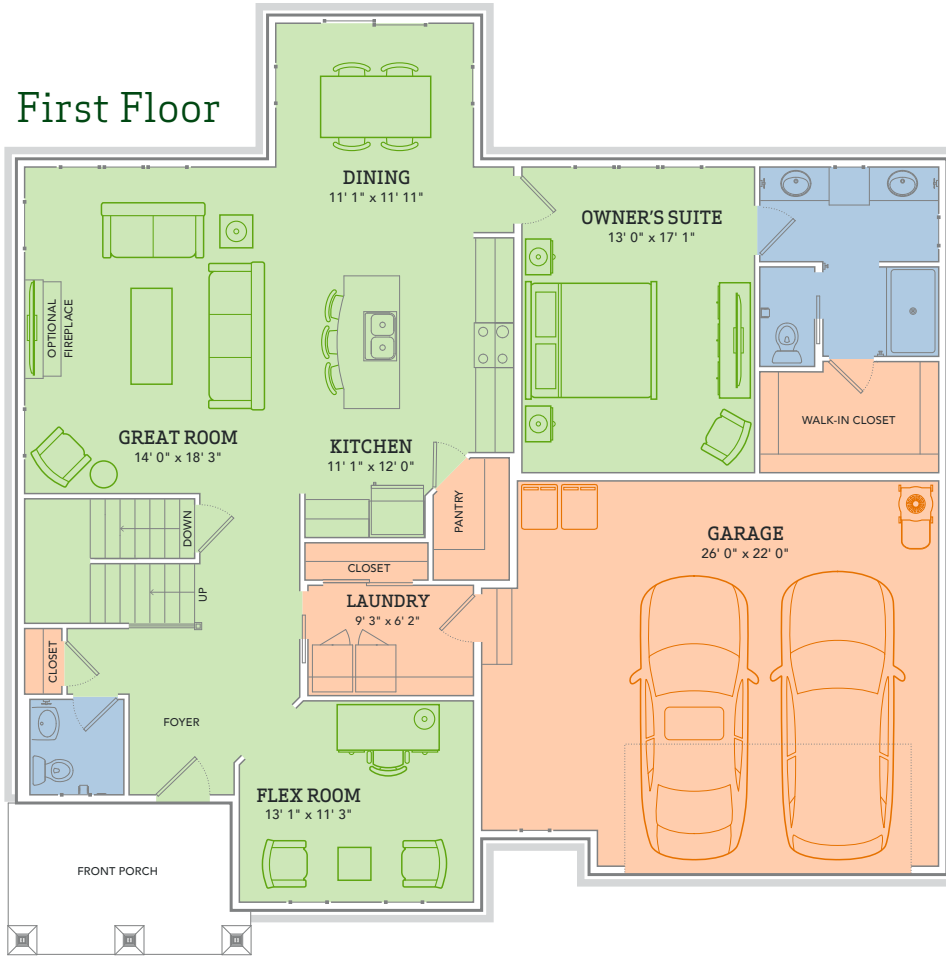 First Floor
DINING
11' 1" x 11' 11"
OWNER'S SUITE
13' 0" x 17' 1"
OPTIONAL
FIREPLACE
GREAT ROOM
14' 0" x 18' 3"
KITCHEN
11' 1" x 12' 0"
WALK-IN CLOSET
PANTRY
DOWN
GARAGE
26' 0" x 22' 0"
CLOSET
UP
LAUNDRY
9' 3" x 6' 2"
CLOSET
FOYER
FLEX ROOM
13' 1" x 11' 3"
FRONT PORCH